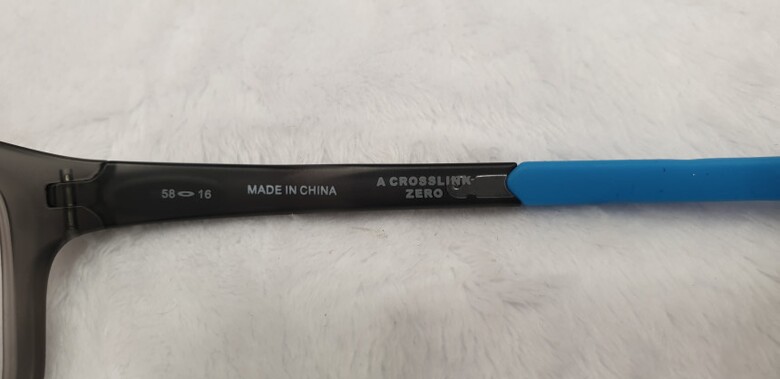 58 16
MADE IN CHINA
A CROSSLINK
ZERO